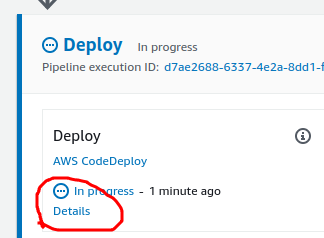 Deploy In progress
Pipeline execution ID: d7ae2688-6337-4e2a-8dd1-f
Deploy
AWS CodeDeploy
In progress - 1 minute ago
Details